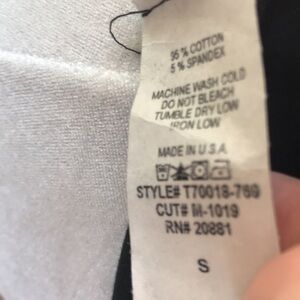 95 % COTTON
5 % SPANDEX
MACHINE WASH COLD
DO NOT BLEACH
TUMBLE DRY LOW
IRON LOW
MADE IN U.S.A.
STYLE# T70018-769
CUT# M-1019
RN# 20881
S